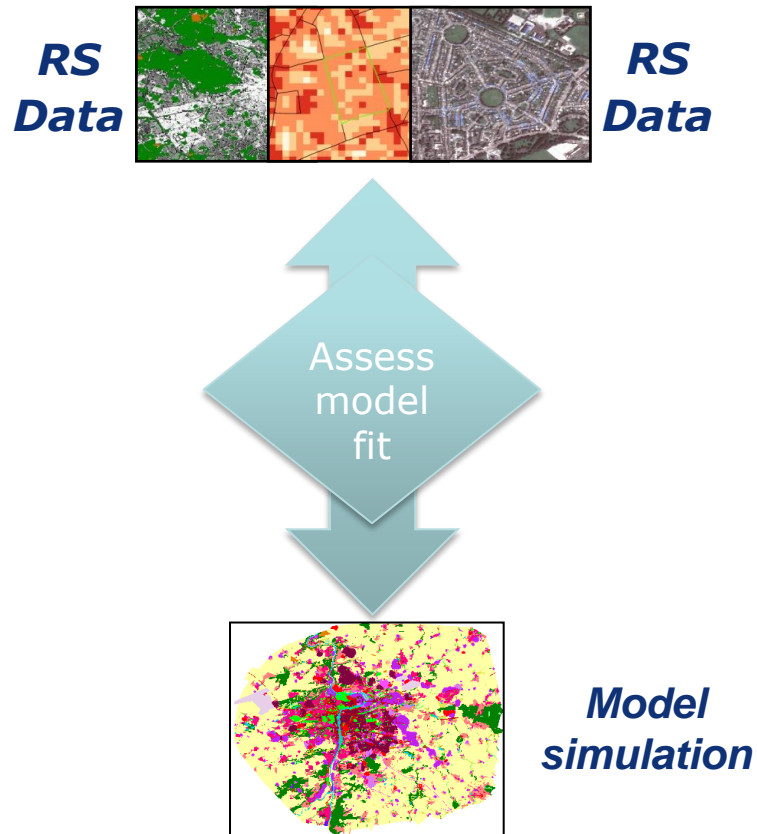 RS
Data
RS
Data
Assess
model
fit
Model
simulation